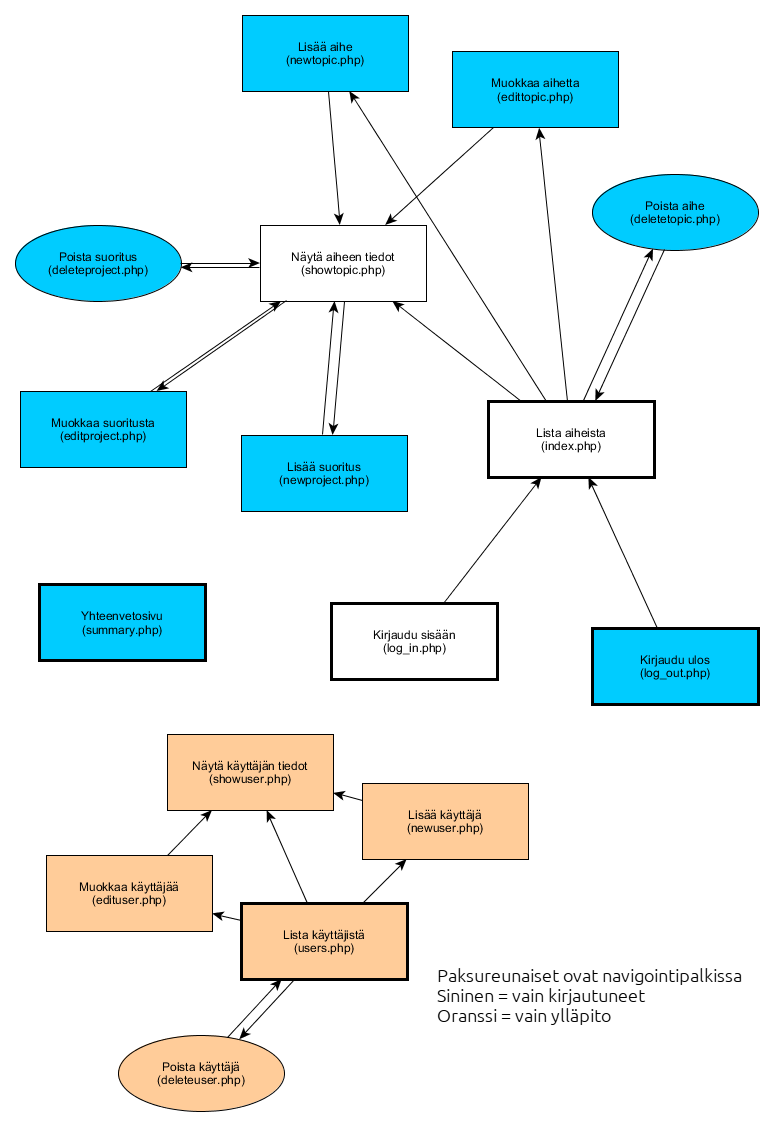 Lisää aihe
(newtopic.php)
Muokkaa aihetta
(edittopic.php)
Poista aihe
(deletetopic.php)
Poista suoritus
(deleteproject.php)
Näytä aiheen tiedot
(showtopic.php)
Muokkaa suoritusta
(editproject.php)
Lisää suoritus
(newproject.php)
Lista aiheista
(index.php)
Yhteenvetosivu
(summary.php)
Kirjaudu sisään
(log_in.php)
Kirjaudu ulos
(log_out.php)
Näytä käyttäjän tiedot
(showuser.php)
Lisää käyttäjä
(newuser.php)
Muokkaa käyttäjää
(edituser.php)
Lista käyttäjistä
(users.php)
Paksureunaiset ovat navigointipalkissa
Sininen = vain kirjautuneet
Oranssi = vain ylläpito
Poista käyttäjä
(deleteuser.php)